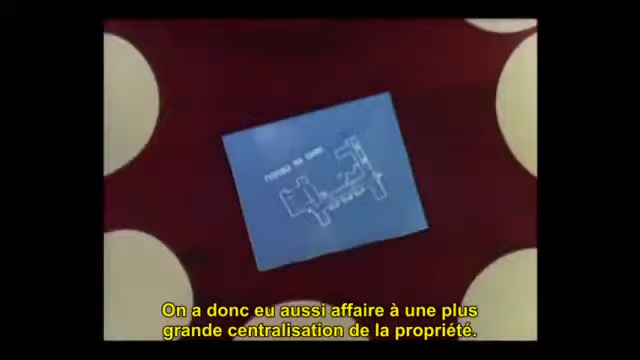 On a donc eu aussi affaire à une plus
grande centralisation de la propriété.